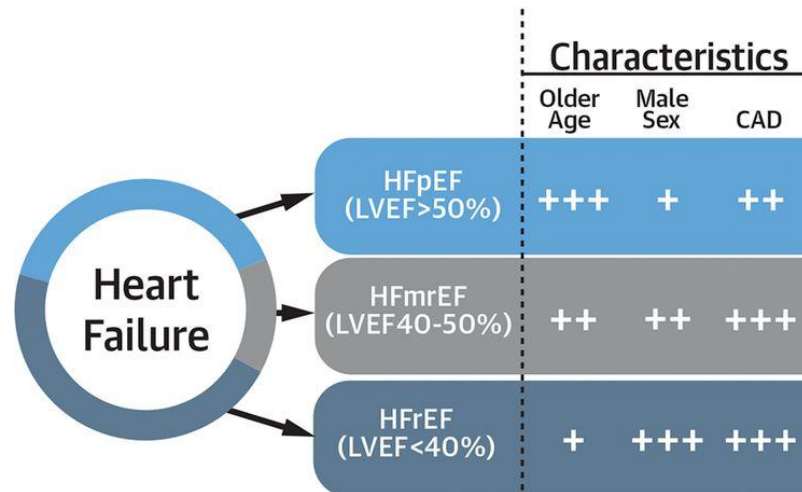 Characteristics
Older Age
Male Sex
CAD
Heart Failure
HFpEF
(LVEF>50%)
+++ + ++
HFmrEF
(LVEF40-50%)
++ ++ +++
HFrEF
(LVEF<40%)
+ +++ +++